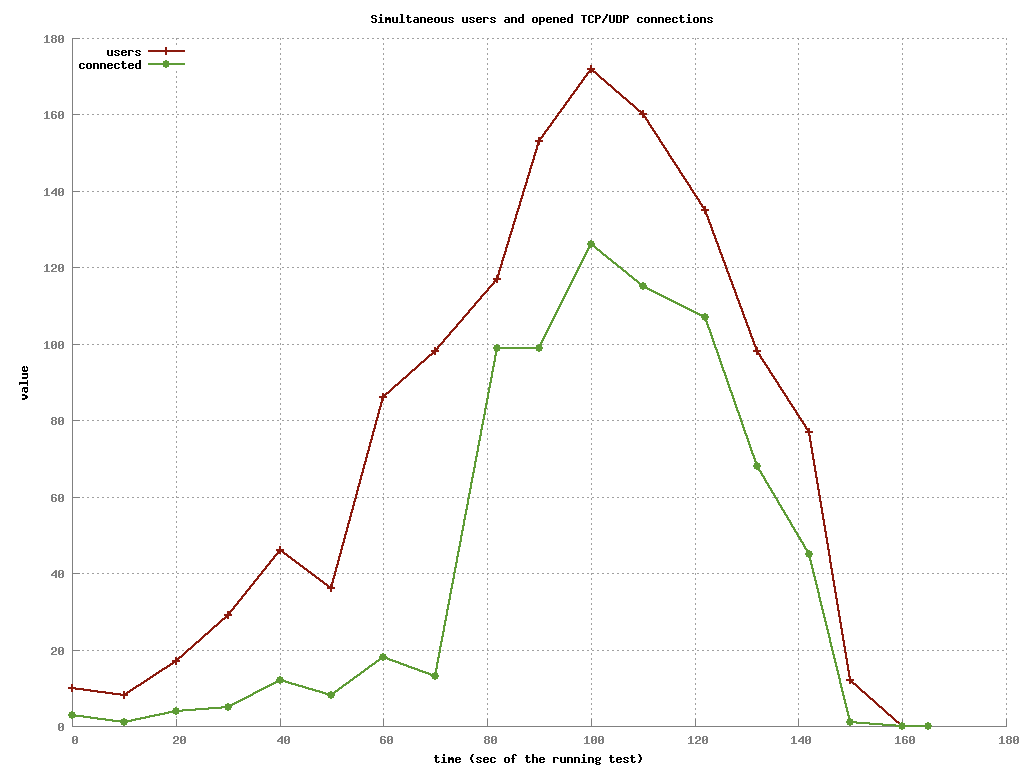 Simultaneous users and opened TCP/UDP connections
180
users
connected
160
140
120
100
value
80
60
40
20
0
0 20 40 60 80 100 120 140 160 180
time (sec of the running test)